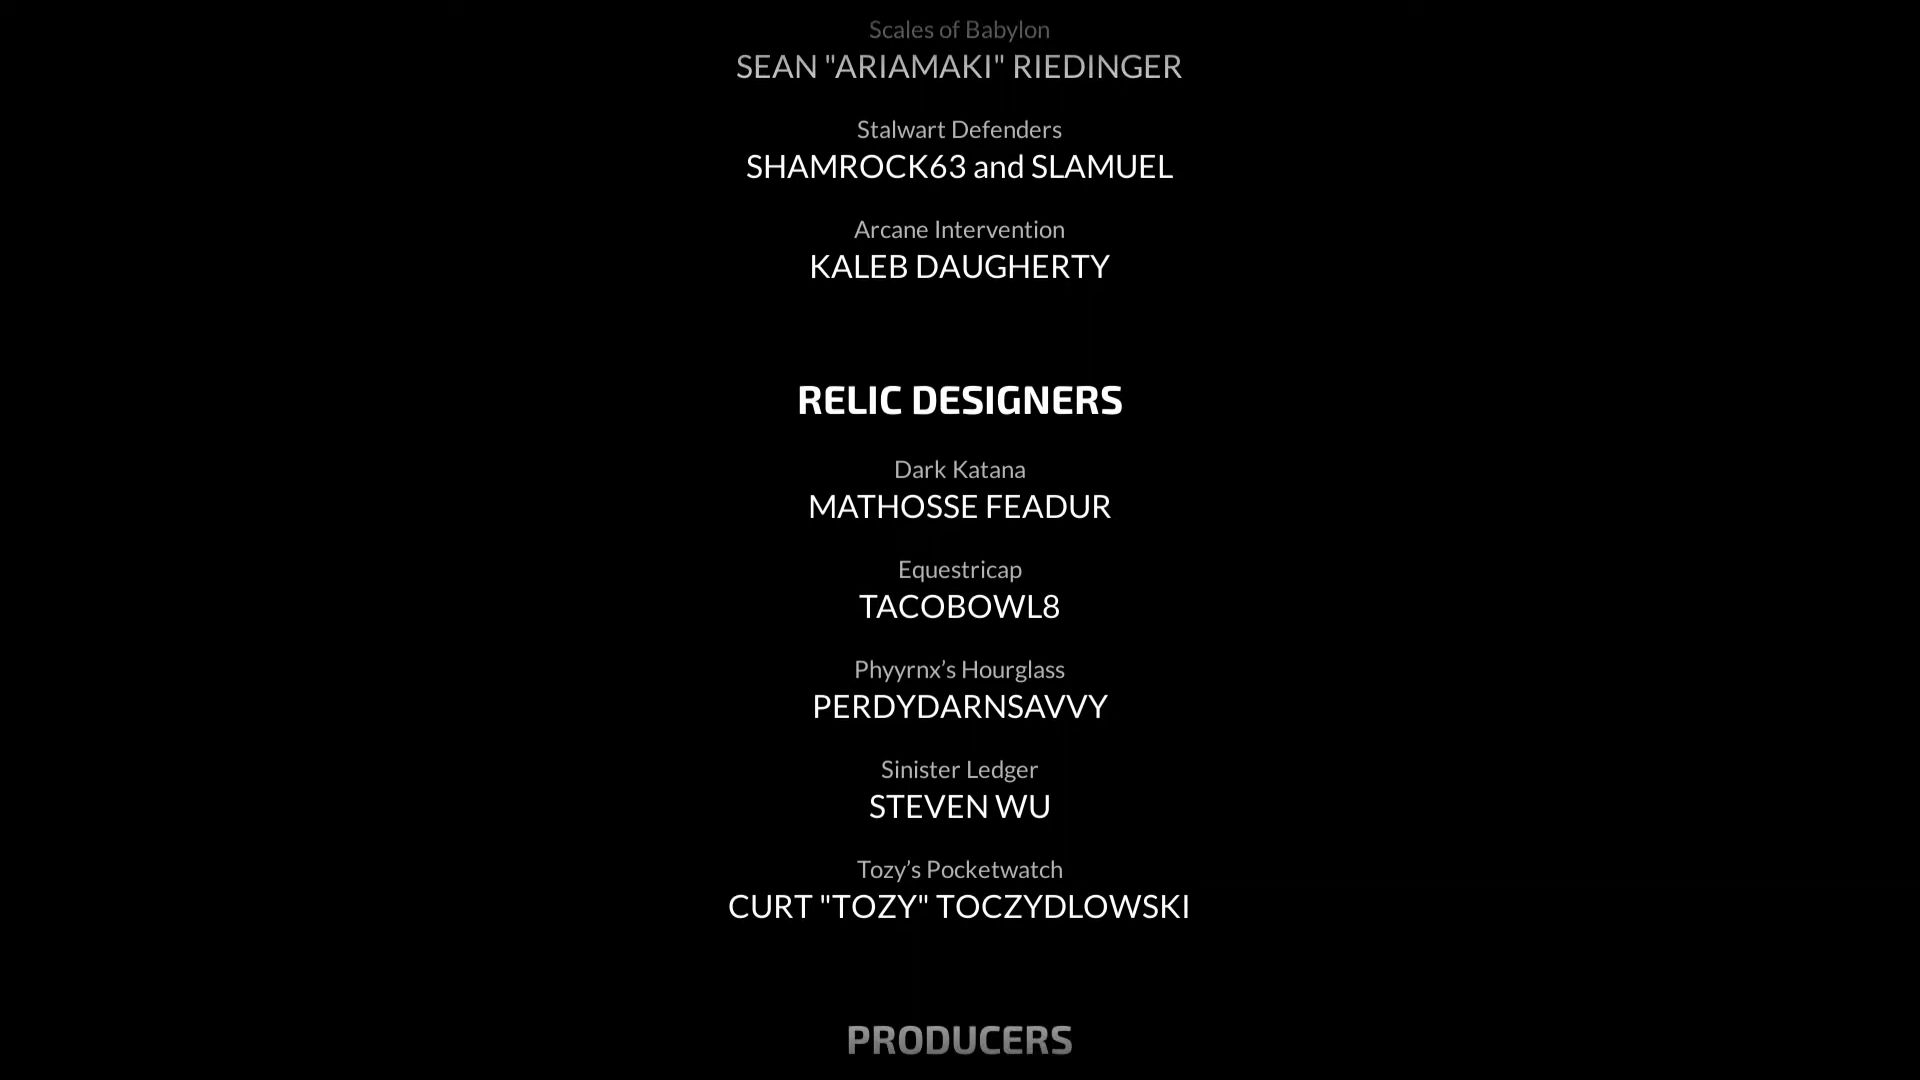 Scales of Babylon
SEAN "ARIAMAKI" RIEDINGER
Stalwart Defenders
SHAMROCK63 and SLAMUEL
Arcane Intervention
KALEB DAUGHERTY
RELIC DESIGNERS
Dark Katana
MATHOSSE FEADUR
Equestricap
TACOBOWL8
Phyyrnx’s Hourglass
PERDYDARNSAVVY
Sinister Ledger
STEVEN WU
Tozy’s Pocketwatch
CURT "TOZY" TOCZYDLOWSKI
PRODUCERS